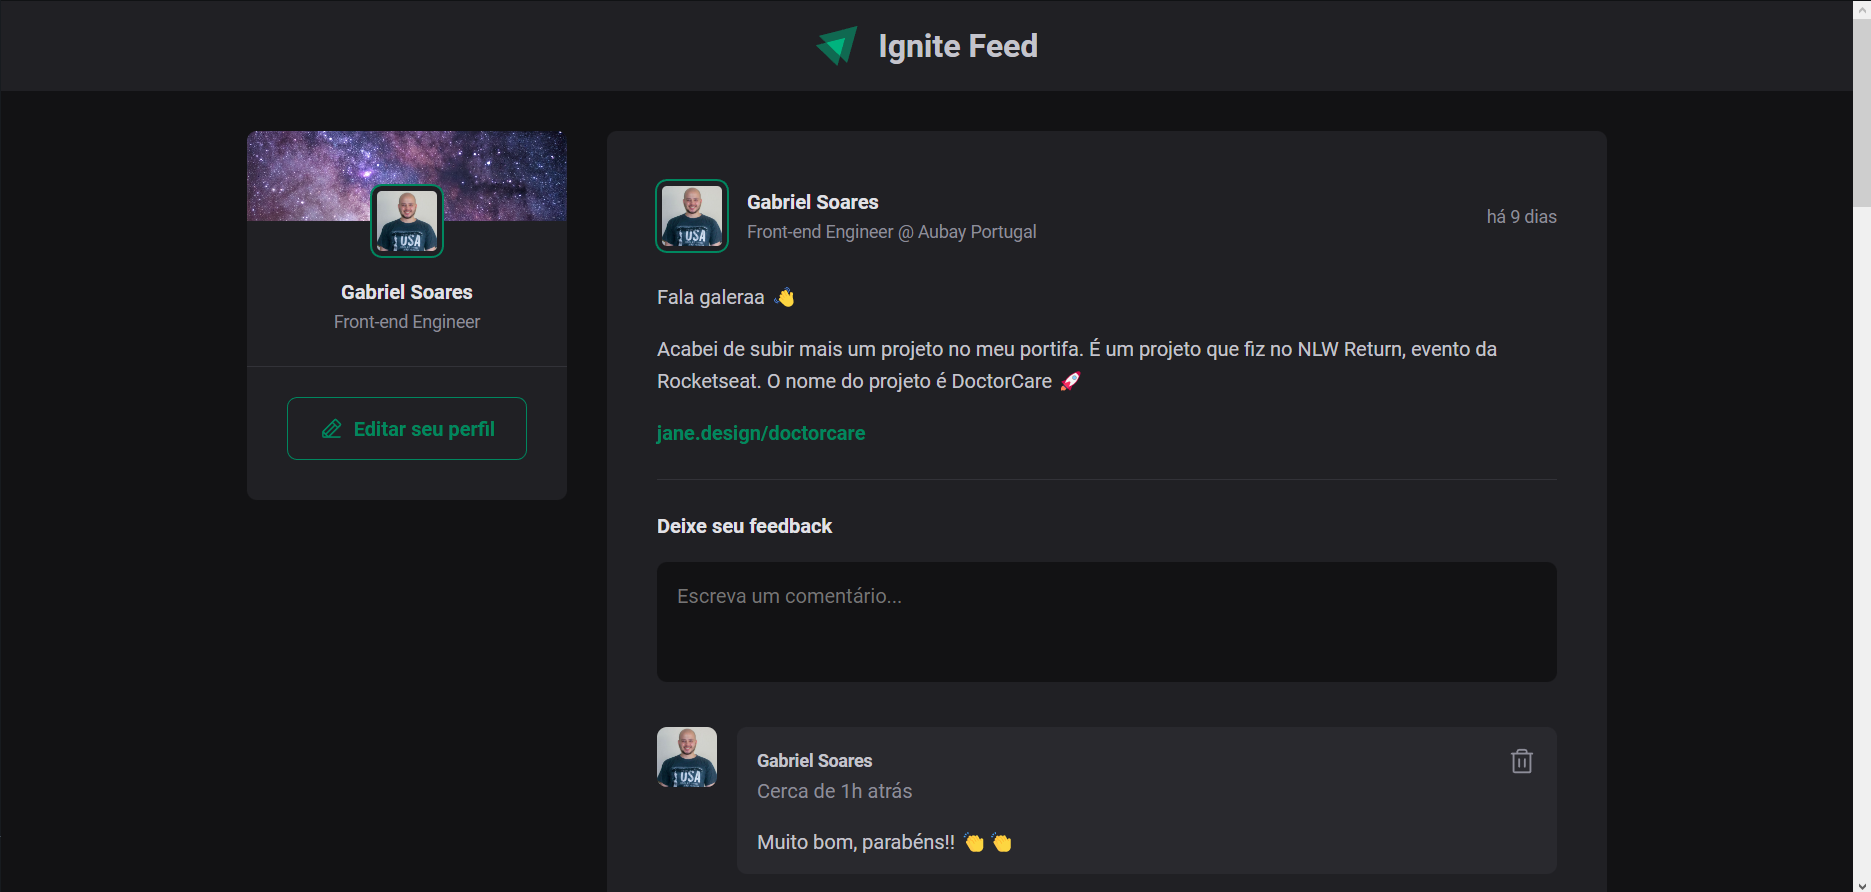 Ignite Feed
Gabriel Soares
Front-end Engineer
Editar seu perfil
Gabriel Soares
Front-end Engineer @ Aubay Portugal
há 9 dias
Fala galeraa 👋
Acabei de subir mais um projeto no meu portifa. É um projeto que fiz no NLW Return, evento da
Rocketseat. O nome do projeto é DoctorCare 🚀
jane.design/doctorcare
Deixe seu feedback
Escreva um comentário...
Gabriel Soares
Cerca de 1h atrás
Muito bom, parabéns!! 👏 👏
USA
USA
USA